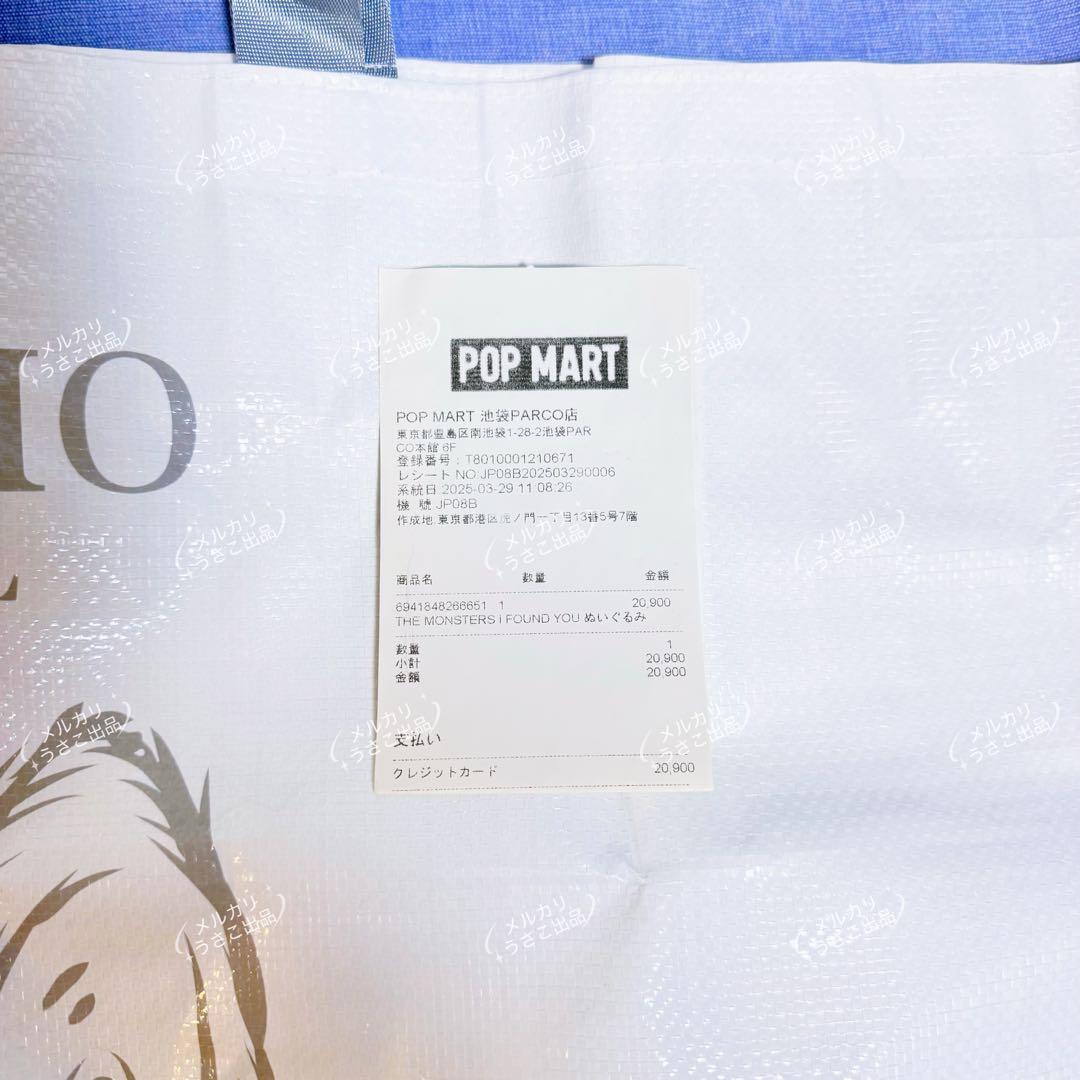 POP MART
POP MART 池袋PARCO店
東京都豊島区南池袋1-28-2池袋PAR
CO本館 6F
登録番号：T8010001210671
レシート NO:JP08B202503290006
系統日:2025-03-29 11:08:26
機 號:JP08B
作成地:東京都港区虎ノ門一丁目13番5号7階
商品名 数量 金額
6941848266651 1 20,900
THE MONSTERS I FOUND YOU ぬいぐるみ
数量 1
小計 20,900
金額 20,900
支払い
クレジットカード 20,900
IO
メルカリ
うさこ出品